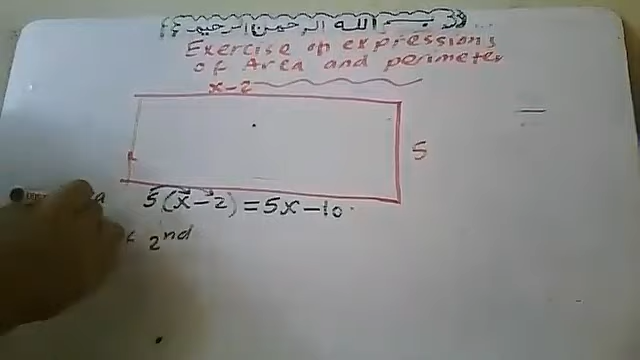 بسم الله الرحمن الرحيم
Exercise on expressions
of Area and perimeter
x-2
5
5(x-2) = 5x-10
2nd